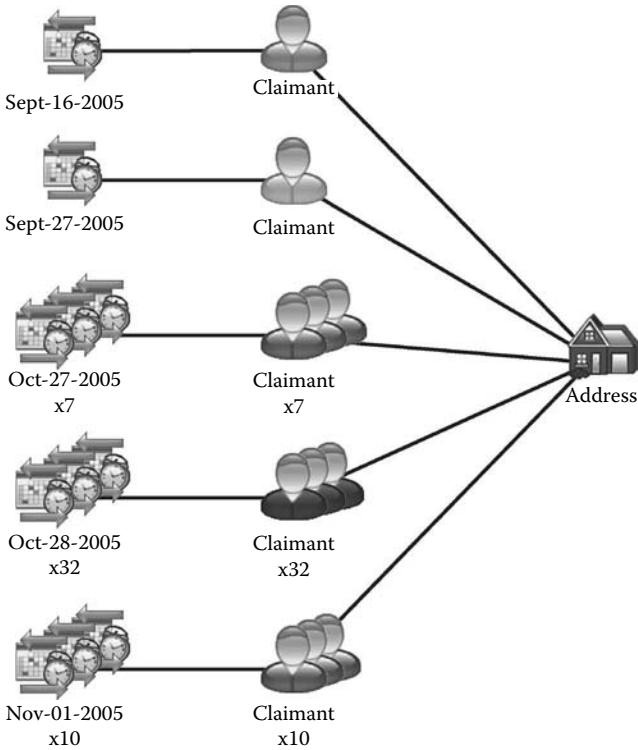 Sept-16-2005
Claimant
Sept-27-2005
Claimant
Oct-27-2005
x7
Claimant
x7
Address
Oct-28-2005
x32
Claimant
x32
Nov-01-2005
x10
Claimant
x10